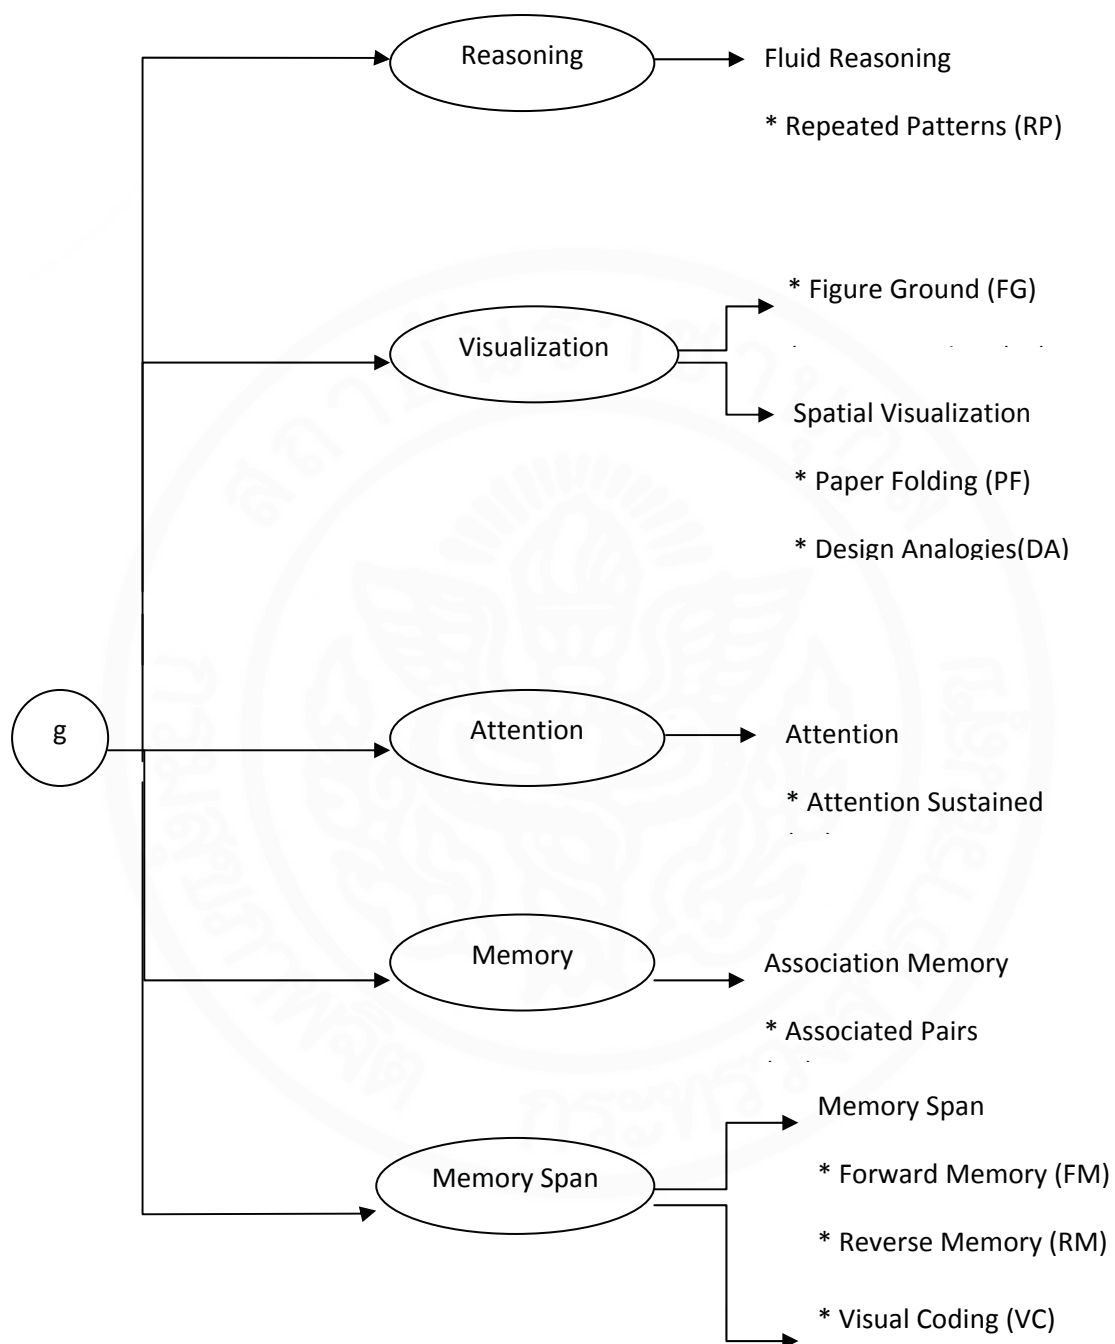 Reasoning
Fluid Reasoning
* Repeated Patterns (RP)
* Figure Ground (FG)
Visualization
Spatial Visualization
* Paper Folding (PF)
* Design Analogies(DA)
g
Attention
Attention
* Attention Sustained
Memory
Association Memory
* Associated Pairs
Memory Span
Memory Span
* Forward Memory (FM)
* Reverse Memory (RM)
* Visual Coding (VC)